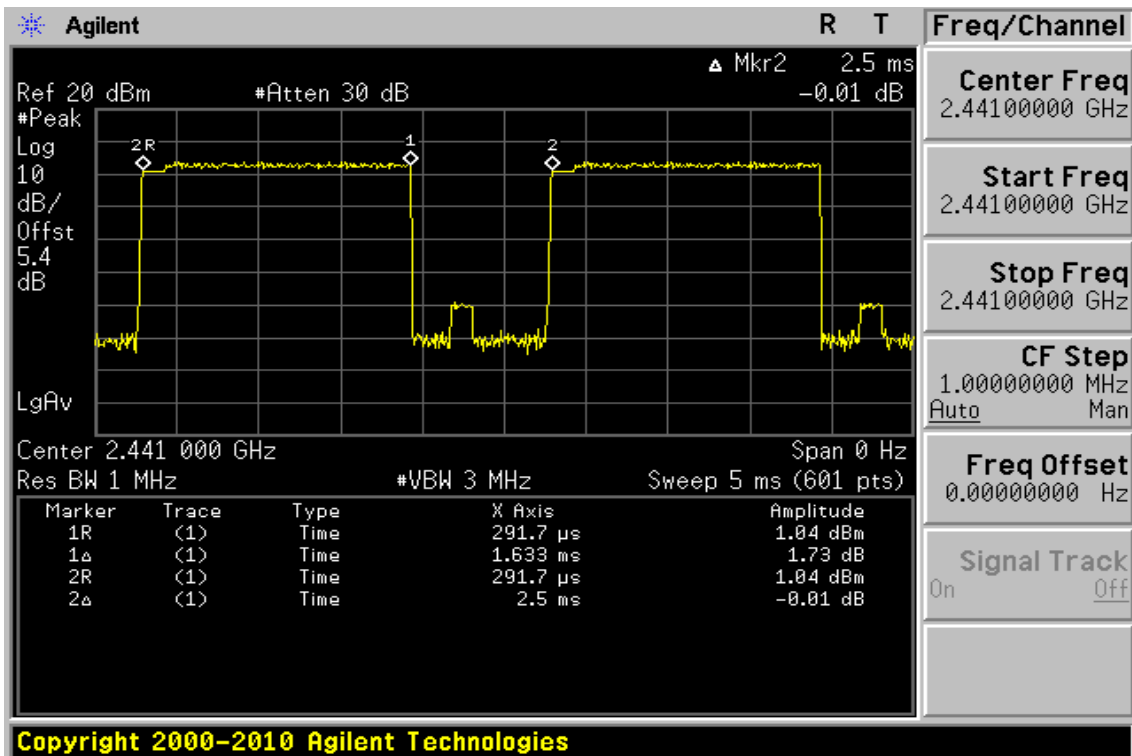 Agilent R T
Freq/Channel
Δ Mkr2 2.5 ms
Ref 20 dBm #Atten 30 dB -0.01 dB
#Peak
Log
10
dB/
Offst
5.4
dB
LgAv
2R
1
2
Center 2.441 000 GHz Span 0 Hz
Res BW 1 MHz #VBW 3 MHz Sweep 5 ms (601 pts)
Marker Trace Type X Axis Amplitude
1R (1) Time 291.7 µs 1.04 dBm
1Δ (1) Time 1.633 ms 1.73 dB
2R (1) Time 291.7 µs 1.04 dBm
2Δ (1) Time 2.5 ms -0.01 dB
Center Freq
2.44100000 GHz
Start Freq
2.44100000 GHz
Stop Freq
2.44100000 GHz
CF Step
1.00000000 MHz
Auto Man
Freq Offset
0.00000000 Hz
Signal Track
On Off
Copyright 2000-2010 Agilent Technologies